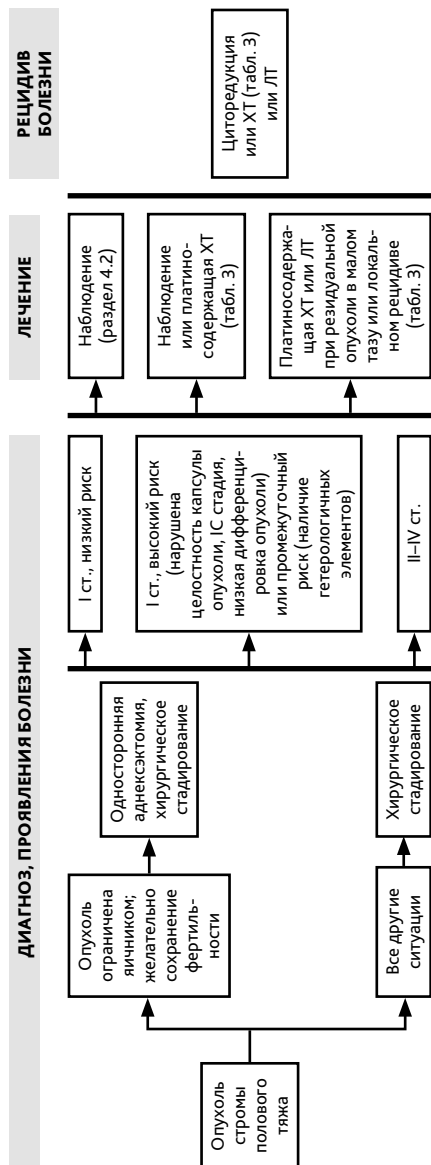 ДИАГНОЗ, ПРОЯВЛЕНИЯ БОЛЕЗНИ
ЛЕЧЕНИЕ
РЕЦИДИВ
БОЛЕЗНИ
Опухоль
стромы
полового
тяжа
Опухоль
ограничена
яичником;
желательно
сохранение
фертиль-
ности
Односторонняя
аднексэктомия,
хирургическое
стадирование
Все другие
ситуации
Хирургическое
стадирование
I ст., низкий риск
I ст., высокий риск
(нарушена
целостность капсулы
опухоли, IC стадия,
низкая дифференци-
ровка опухоли)
или промежуточный
риск (наличие
гетерологичных
элементов)
II–IV ст.
Наблюдение
(раздел 4.2)
Наблюдение
или платино-
содержащая ХТ
(табл. 3)
Платиносодержа-
щая ХТ или ЛТ
при резидуальной
опухоли в малом
тазу или локаль-
ном рецидиве
(табл. 3)
Циторедукция
или ХТ (табл. 3)
или ЛТ